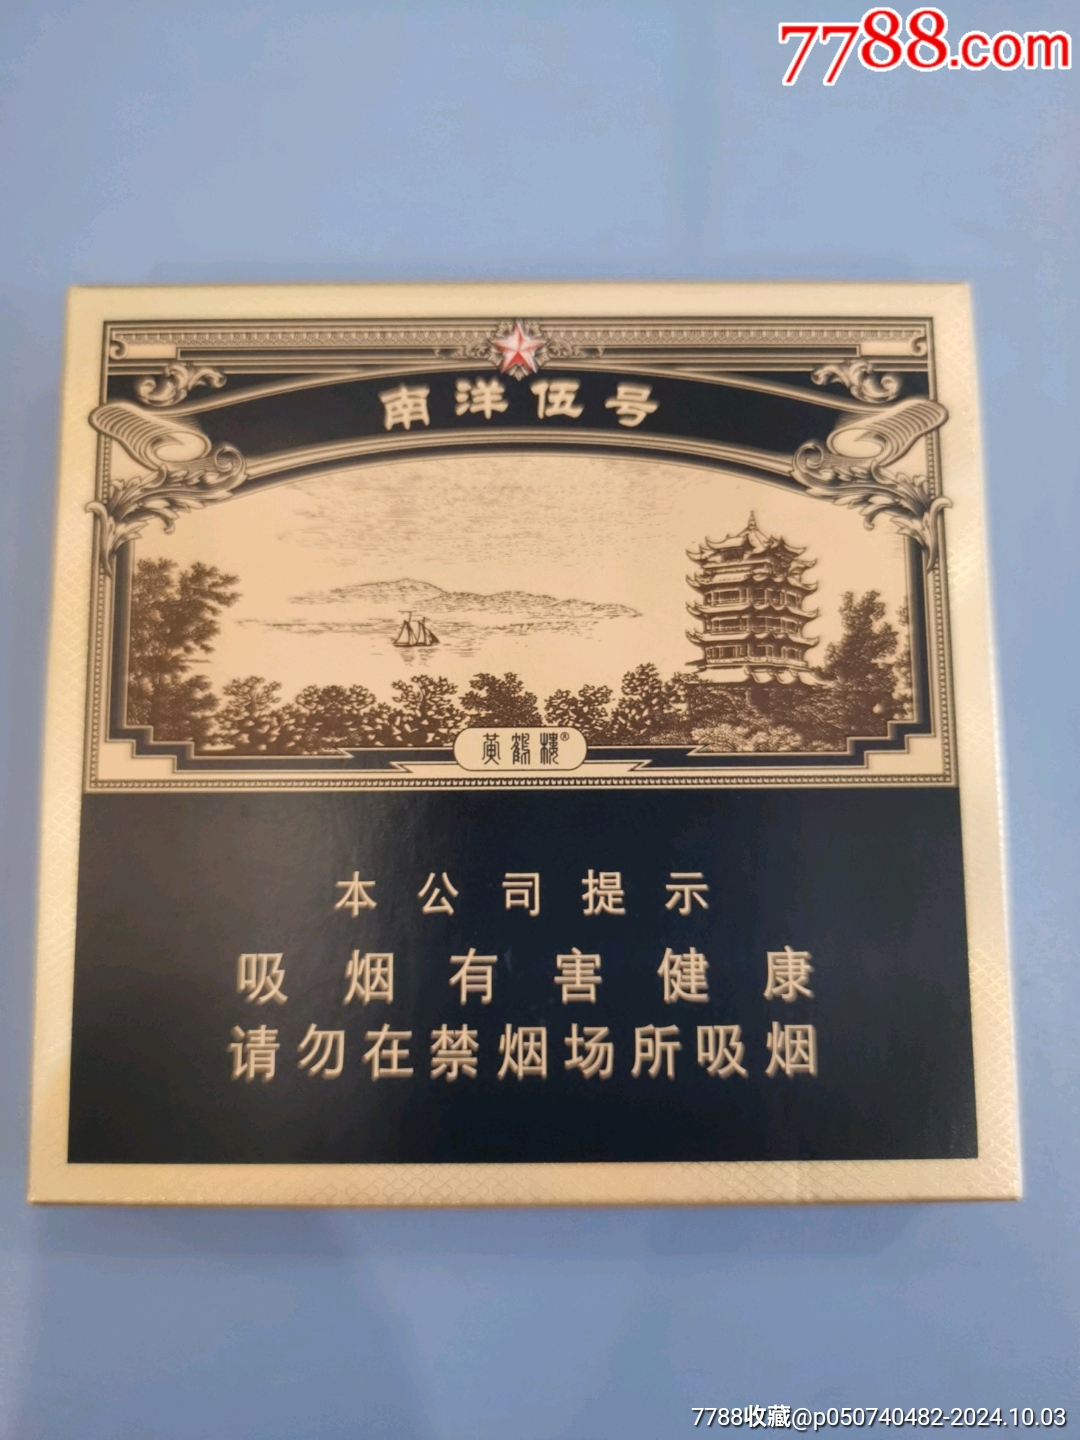 7788.com
南洋伍号
黄鹤楼®
本公司提示
吸烟有害健康
请勿在禁烟场所吸烟
7788收藏@p050740482-2024.10.03